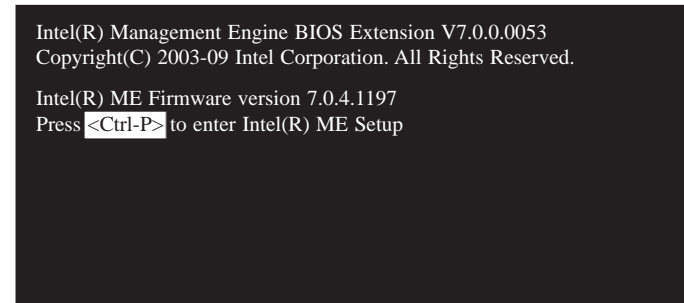 Intel(R) Management Engine BIOS Extension V7.0.0.0053
Copyright(C) 2003-09 Intel Corporation. All Rights Reserved.
Intel(R) ME Firmware version 7.0.4.1197
Press <Ctrl-P> to enter Intel(R) ME Setup